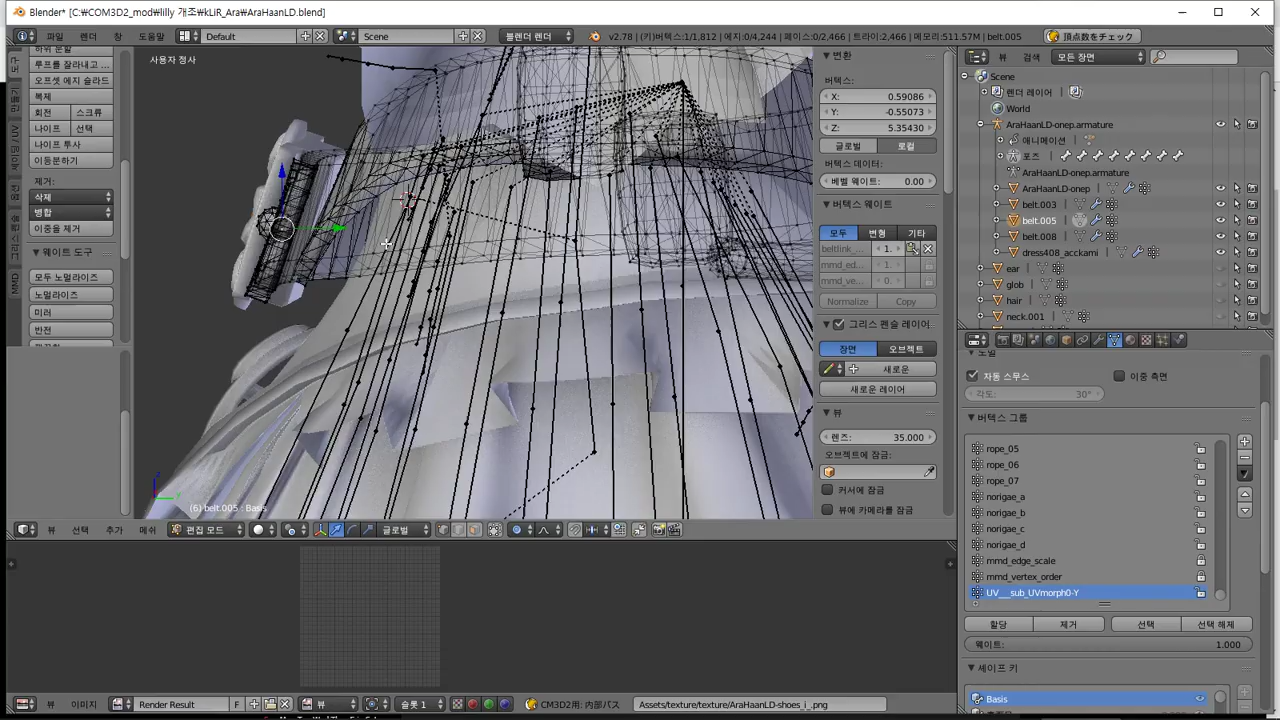 Blender* [C:₩COM3D2_mod₩lilly 개조₩kLiR_Ara₩AraHaanLD.blend]
파일 렌더 창 도움말 Default Scene 블렌더 렌더 v2.78 | (키)버텍스:1/1,812 | 에지:0/4,244 | 페이스:0/2,466 | 트라이:2,466 | 메모리:511.57M | belt.005 頂点数をチェック
루프를 잘라내고 ...
오프셋 에지 슬라드
복제
회전 스크류
나이프 선택
나이프 투사
이등분하기
제거:
삭제
병합
이중을 제거
웨이트 도구
모두 노멀라이즈
노멀라이즈
미러
반전
사용자 정사
(6) belt.005 : Basis
뷰 선택 추가 메쉬 편집 모드 글로벌
변환
버텍스:
X: 0.59086
Y: -0.55073
Z: 5.35430
글로벌 로컬
버텍스 데이터:
베벨 웨이트: 0.00
버텍스 웨이트
모두 변형 기타
beltlink_... 1.
mmd_ed... 1.
mmd_ve... 0.
Normalize Copy
그리스 펜슬 레이어
장면 오브젝트
새로운
새로운 레이어
뷰
렌즈: 35.000
오브젝트에 잠금:
커서에 잠금
뷰에 카메라를 잠금
뷰 검색 모든 장면
Scene
렌더 레이어
World
AraHaanLD-onep.armature
애니메이션
포즈
AraHaanLD-onep.armature
AraHaanLD-onep
belt.003
belt.005
belt.008
dress408_acckami
ear
glob
hair
neck.001
노멀
자동 스무스 이중 측면
각도: 30°
버텍스 그룹
rope_05
rope_06
rope_07
norigae_a
norigae_b
norigae_c
norigae_d
mmd_edge_scale
mmd_vertex_order
UV__sub_UVmorph0-Y
할당 제거 선택 선택 해제
웨이트: 1.000
셰이프 키
Basis
뷰 이미지 Render Result F 뷰 슬롯 1 CM3D2用: 内部パス Assets/texture/texture/AraHaanLD-shoes_i_.png